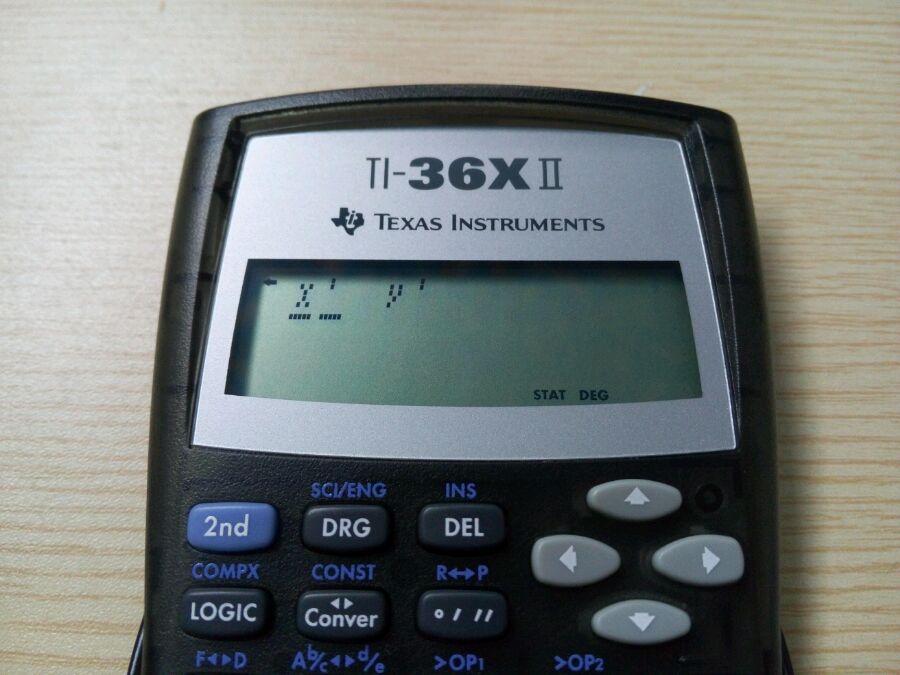 TI-36X II
TEXAS INSTRUMENTS
x' y'
STAT DEG
SCI/ENG INS
2nd DRG DEL
COMPX CONST R↔P
LOGIC Conver ° ′ ″
F◂▸D Ab/c◂▸d/e >OP1 >OP2